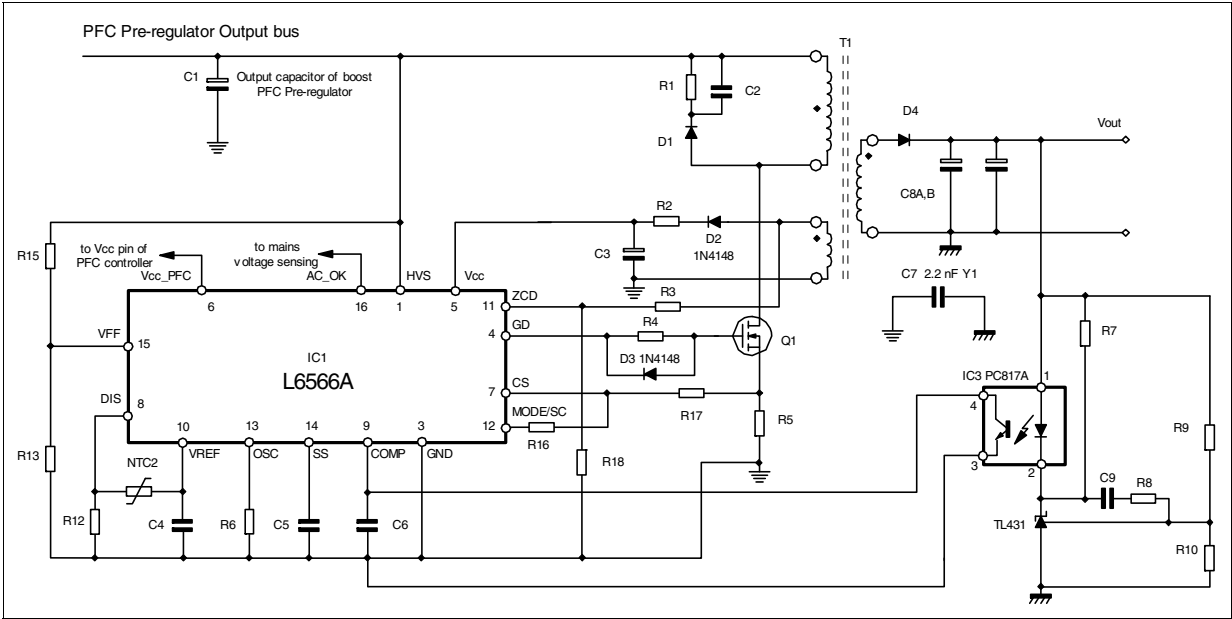 PFC Pre-regulator Output bus
T1
C1
Output capacitor of boost
PFC Pre-regulator
R1
C2
D1
D4
Vout
C8A,B
R15
to Vcc pin of
PFC controller
Vcc_PFC
to mains
voltage sensing
AC_OK
HVS
Vcc
C3
R2
D2
1N4148
C7 2.2 nF Y1
6
16
1
5
11
ZCD
R3
VFF
15
4
GD
R4
Q1
R7
IC1
L6566A
D3 1N4148
IC3 PC817A
1
DIS
8
7
CS
R17
4
12
MODE/SC
R16
R5
R9
10
13
14
9
3
VREF
OSC
SS
COMP
GND
R13
NTC2
R18
3
2
C9
R8
R12
C4
R6
C5
C6
TL431
R10